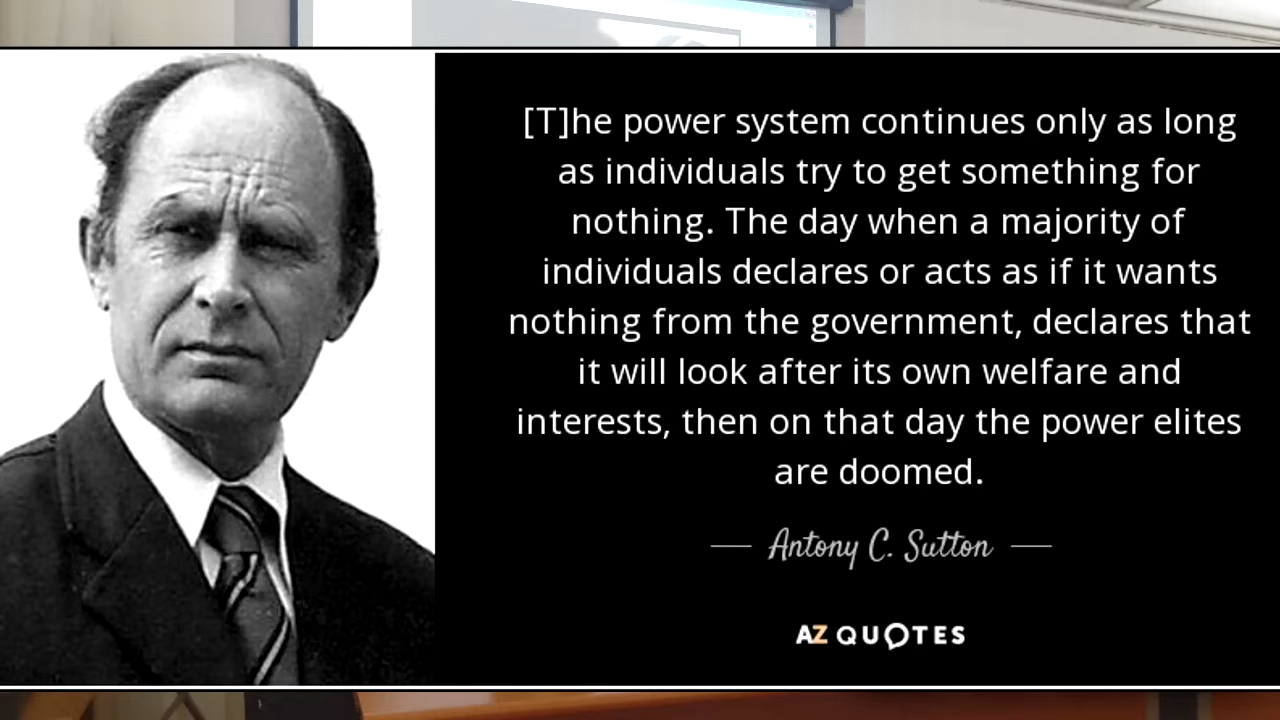 [T]he power system continues only as long
as individuals try to get something for
nothing. The day when a majority of
individuals declares or acts as if it wants
nothing from the government, declares that
it will look after its own welfare and
interests, then on that day the power elites
are doomed.
Antony C. Sutton
AZ QUOTES